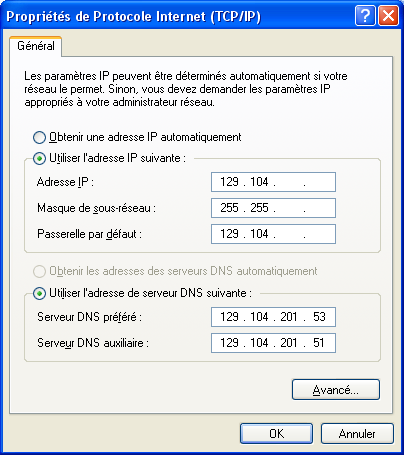 Propriétés de Protocole Internet (TCP/IP)
Général
Les paramètres IP peuvent être déterminés automatiquement si votre
réseau le permet. Sinon, vous devez demander les paramètres IP
appropriés à votre administrateur réseau.
Obtenir une adresse IP automatiquement
Utiliser l'adresse IP suivante :
Adresse IP : 129 . 104 . .
Masque de sous-réseau : 255 . 255 . .
Passerelle par défaut : 129 . 104 . .
Obtenir les adresses des serveurs DNS automatiquement
Utiliser l'adresse de serveur DNS suivante :
Serveur DNS préféré : 129 . 104 . 201 . 53
Serveur DNS auxiliaire : 129 . 104 . 201 . 51
Avancé...
OK Annuler